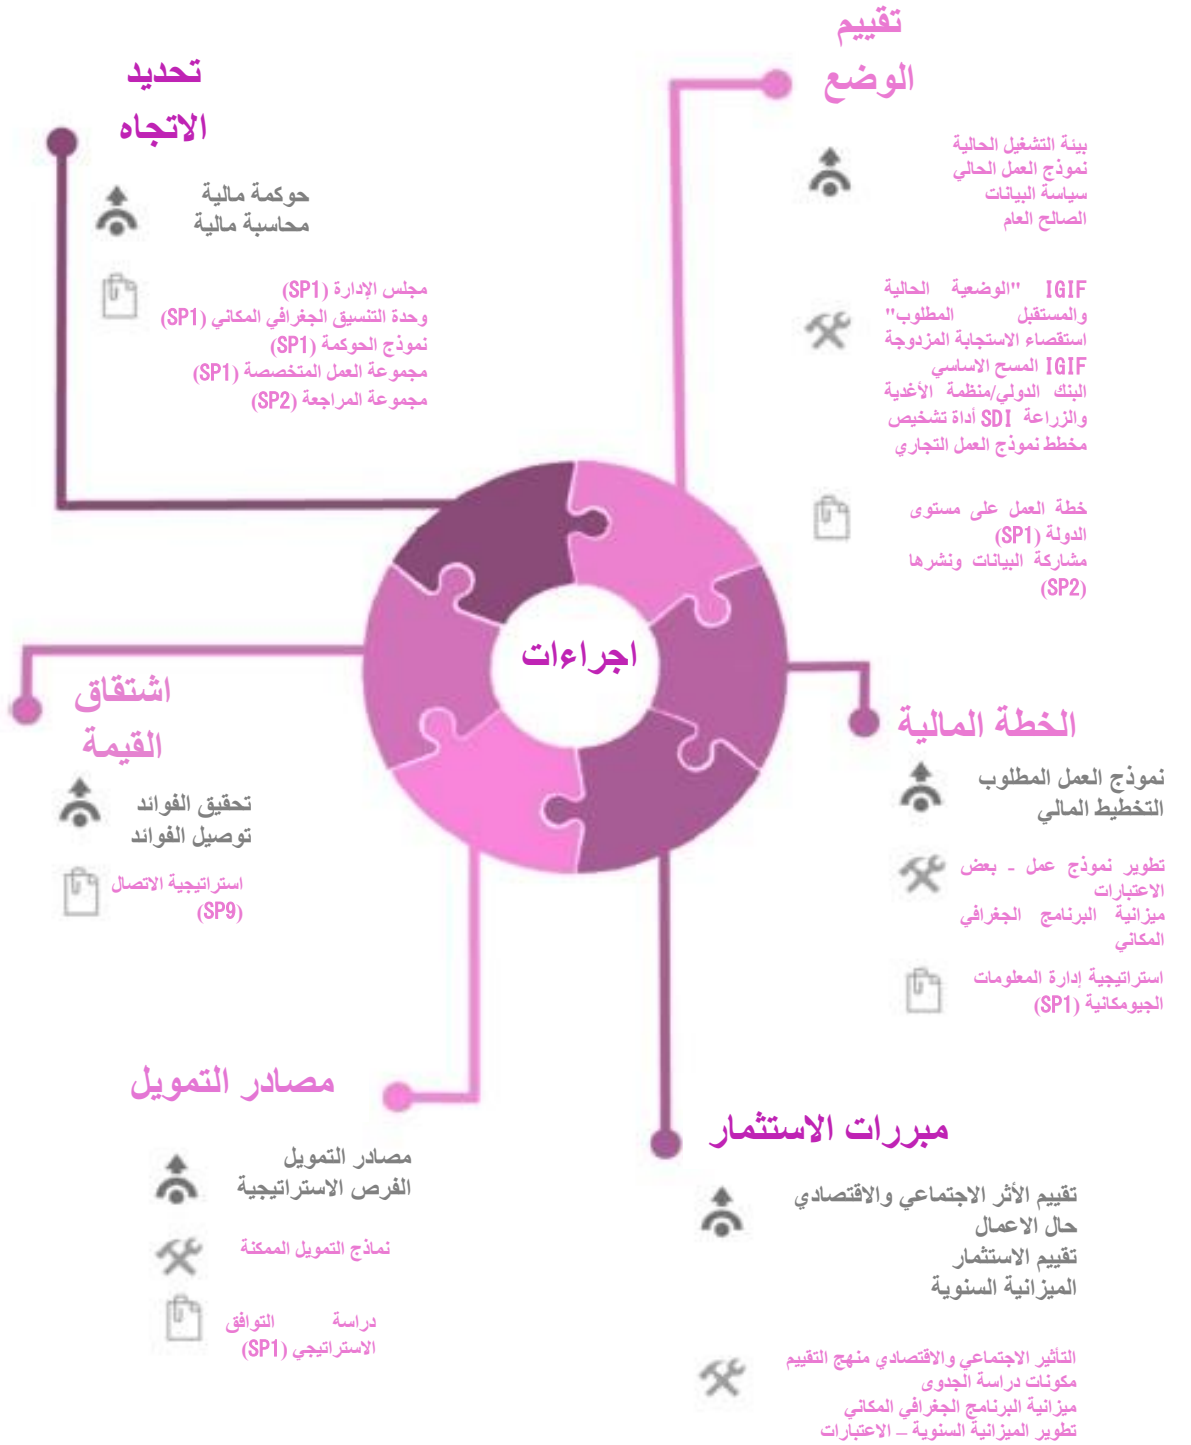 تحديد
الاتجاه
حوكمة مالية
محاسبة مالية
مجلس الإدارة (SP1)
وحدة التنسيق الجغرافي المكاني (SP1)
نموذج الحوكمة (SP1)
مجموعة العمل المتخصصة (SP1)
مجموعة المراجعة (SP2)
تقييم
الوضع
بيئة التشغيل الحالية
نموذج العمل الحالي
سياسة البيانات
الصالح العام
IGIF "الوضعية الحالية
والمستقبل المطلوب"
استقصاء الاستجابة المزدوجة
IGIF المسح الاساسي
البنك الدولي/منظمة الأغدية
والزراعة SDI أداة تشخيص
مخطط نموذج العمل التجاري
خطة العمل على مستوى
الدولة (SP1)
مشاركة البيانات ونشرها
(SP2)
اجراءات
الخطة المالية
نموذج العمل المطلوب
التخطيط المالي
تطوير نموذج عمل - بعض
الاعتبارات
ميزانية البرنامج الجغرافي
المكاني
استراتيجية إدارة المعلومات
الجيومكانية (SP1)
اشتقاق
القيمة
تحقيق الفوائد
توصيل الفوائد
استراتيجية الاتصال
(SP9)
مصادر التمويل
مصادر التمويل
الفرص الاستراتيجية
نماذج التمويل الممكنة
دراسة التوافق
الاستراتيجي (SP1)
مبررات الاستثمار
تقييم الأثر الاجتماعي والاقتصادي
حال الاعمال
تقييم الاستثمار
الميزانية السنوية
التأثير الاجتماعي والاقتصادي منهج التقييم
مكونات دراسة الجدوى
ميزانية البرنامج الجغرافي المكاني
تطوير الميزانية السنوية – الاعتبارات